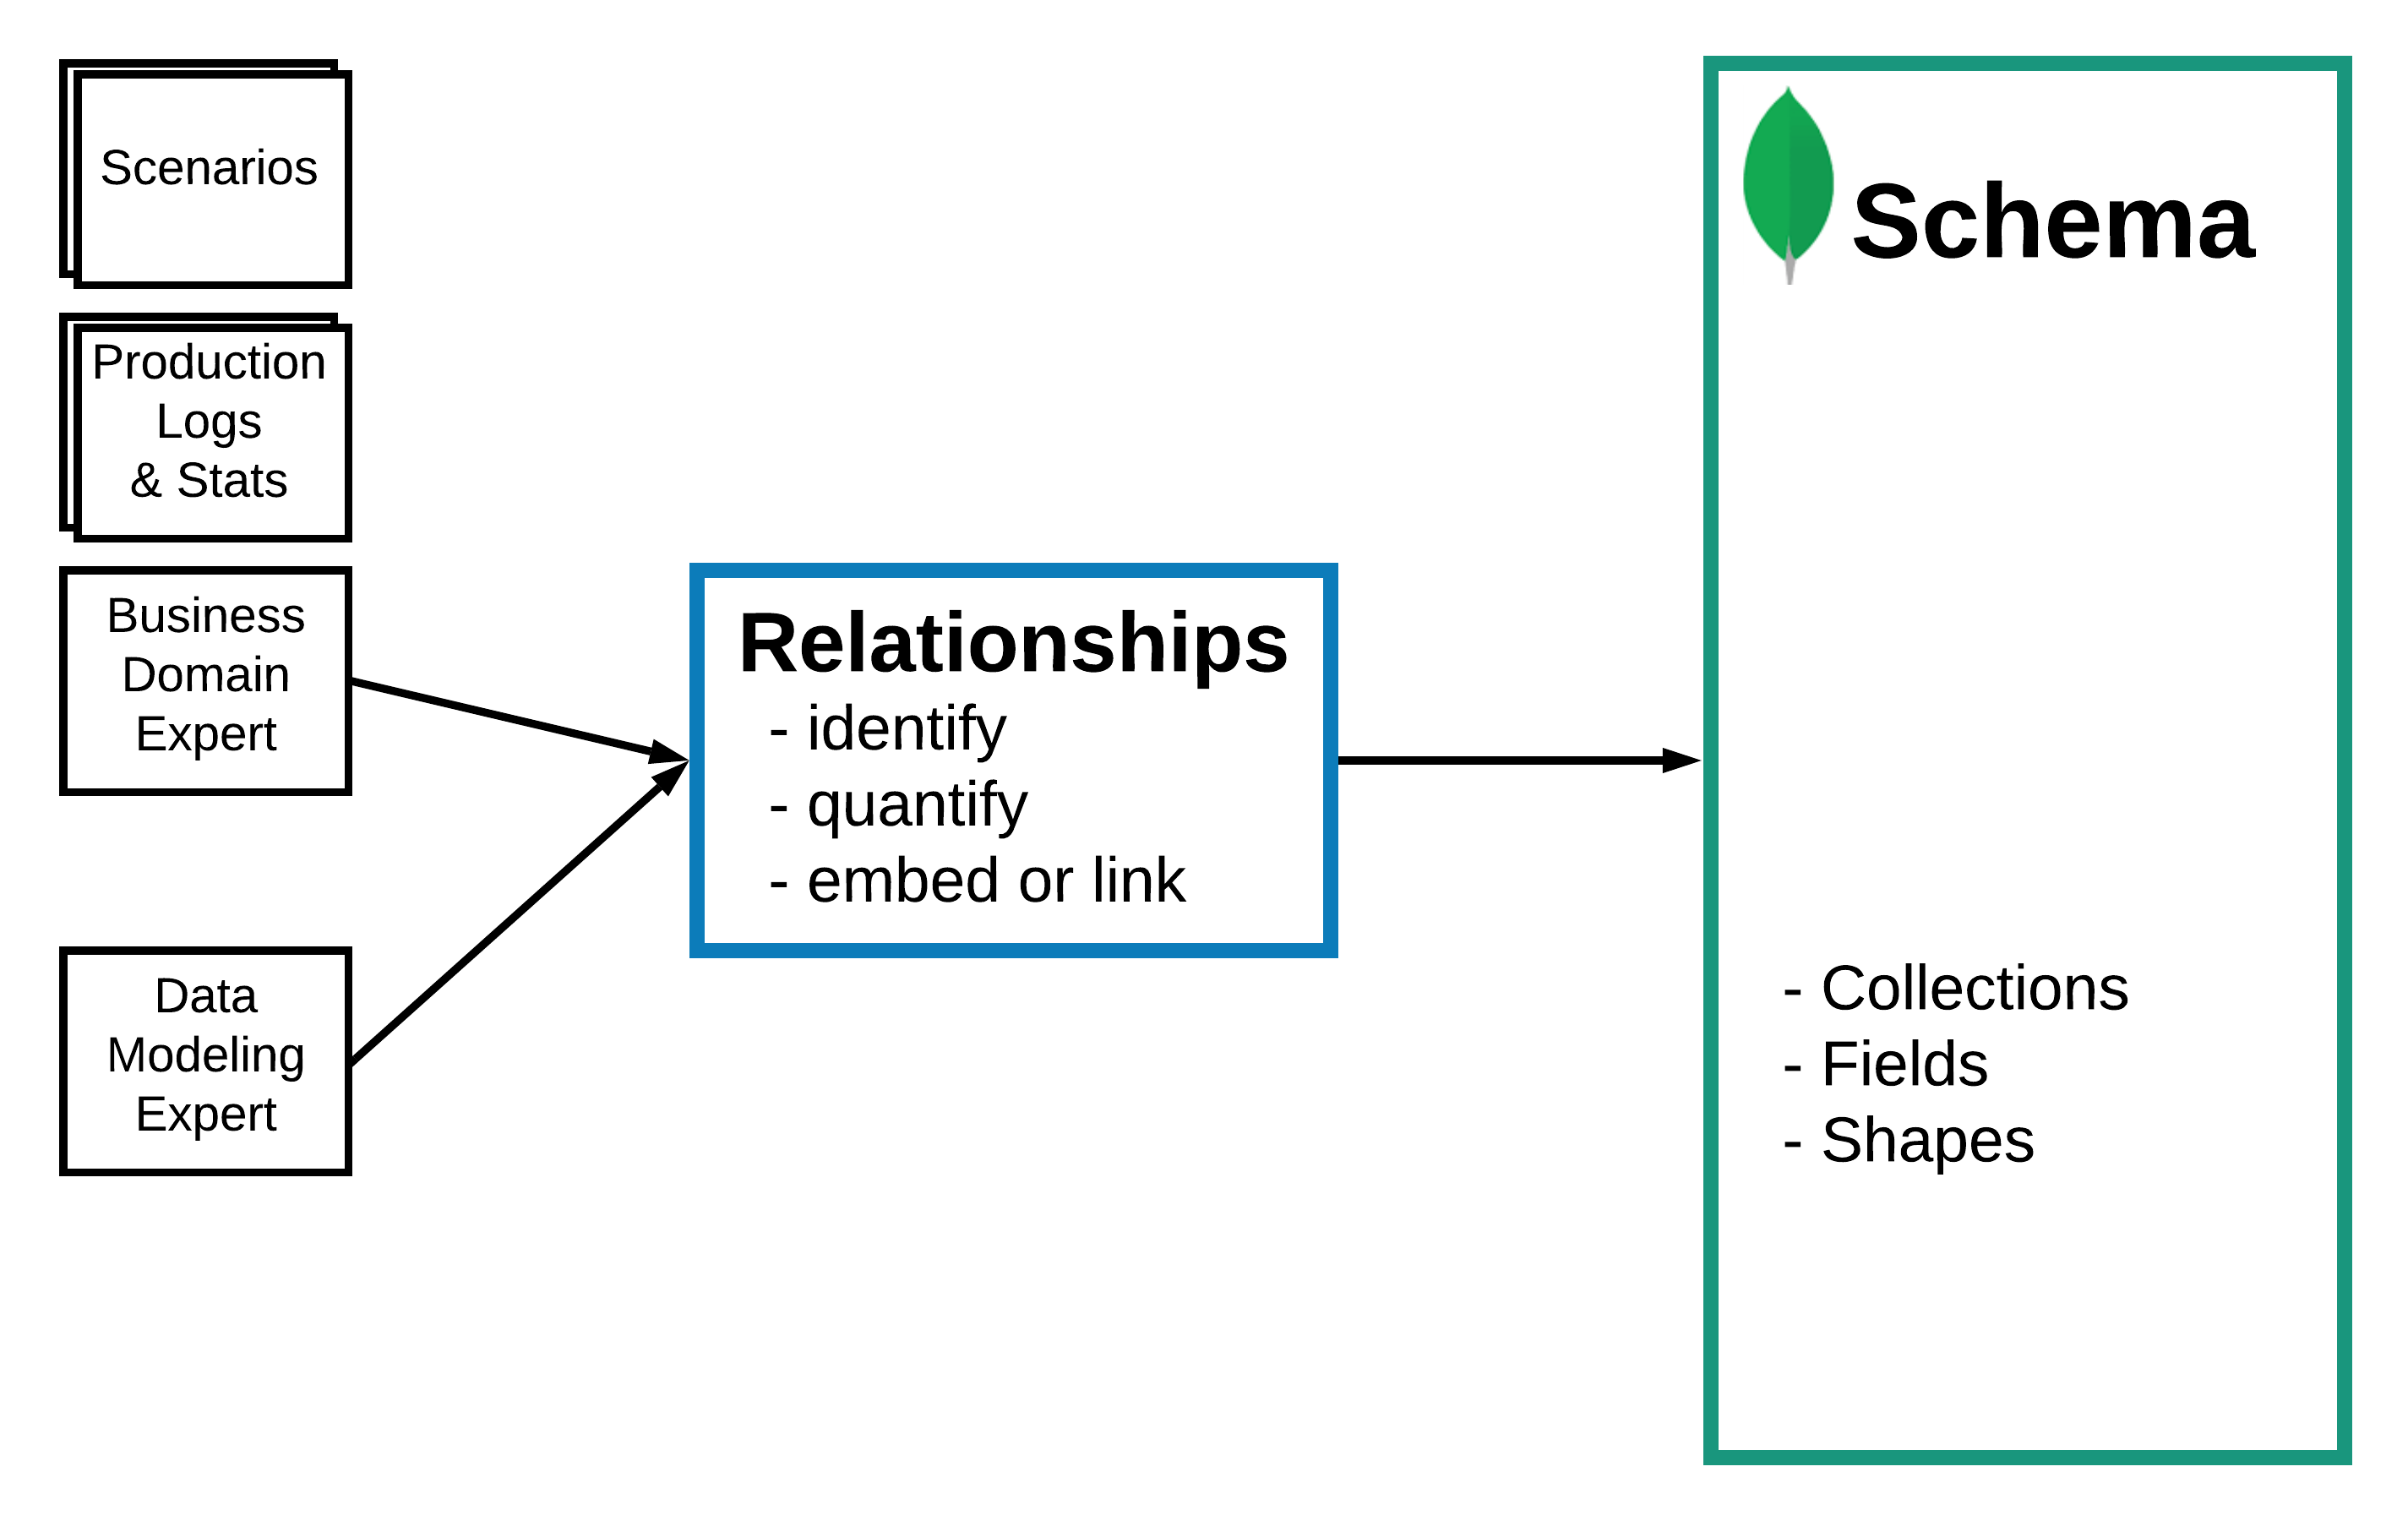 Scenarios
Production
Logs
& Stats
Business
Domain
Expert
Data
Modeling
Expert
Relationships
- identify
- quantify
- embed or link
Schema
- Collections
- Fields
- Shapes